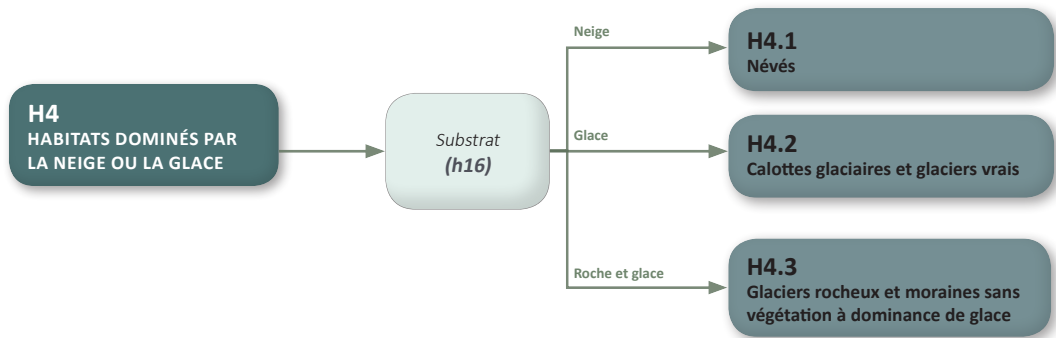 H4
HABITATS DOMINÉS PAR
LA NEIGE OU LA GLACE
Substrat
(h16)
Neige
H4.1
Névés
Glace
H4.2
Calottes glaciaires et glaciers vrais
Roche et glace
H4.3
Glaciers rocheux et moraines sans
végétation à dominance de glace